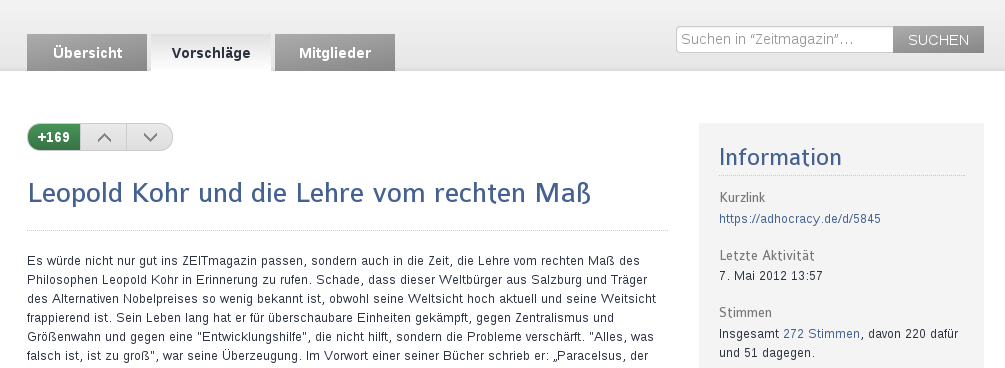 Übersicht
Vorschläge
Mitglieder
Suchen in “Zeitmagazin”...
SUCHEN
+169
Leopold Kohr und die Lehre vom rechten Maß
Es würde nicht nur gut ins ZEITmagazin passen, sondern auch in die Zeit, die Lehre vom rechten Maß des
Philosophen Leopold Kohr in Erinnerung zu rufen. Schade, dass dieser Weltbürger aus Salzburg und Träger
des Alternativen Nobelpreises so wenig bekannt ist, obwohl seine Weltsicht hoch aktuell und seine Weitsicht
frappierend ist. Sein Leben lang hat er für überschaubare Einheiten gekämpft, gegen Zentralismus und
Größenwahn und gegen eine "Entwicklungshilfe", die nicht hilft, sondern die Probleme verschärft. "Alles, was
falsch ist, ist zu groß", war seine Überzeugung. Im Vorwort einer seiner Bücher schrieb er: „Paracelsus, der
Information
Kurzlink
https://adhocracy.de/d/5845
Letzte Aktivität
7. Mai 2012 13:57
Stimmen
Insgesamt 272 Stimmen, davon 220 dafür
und 51 dagegen.